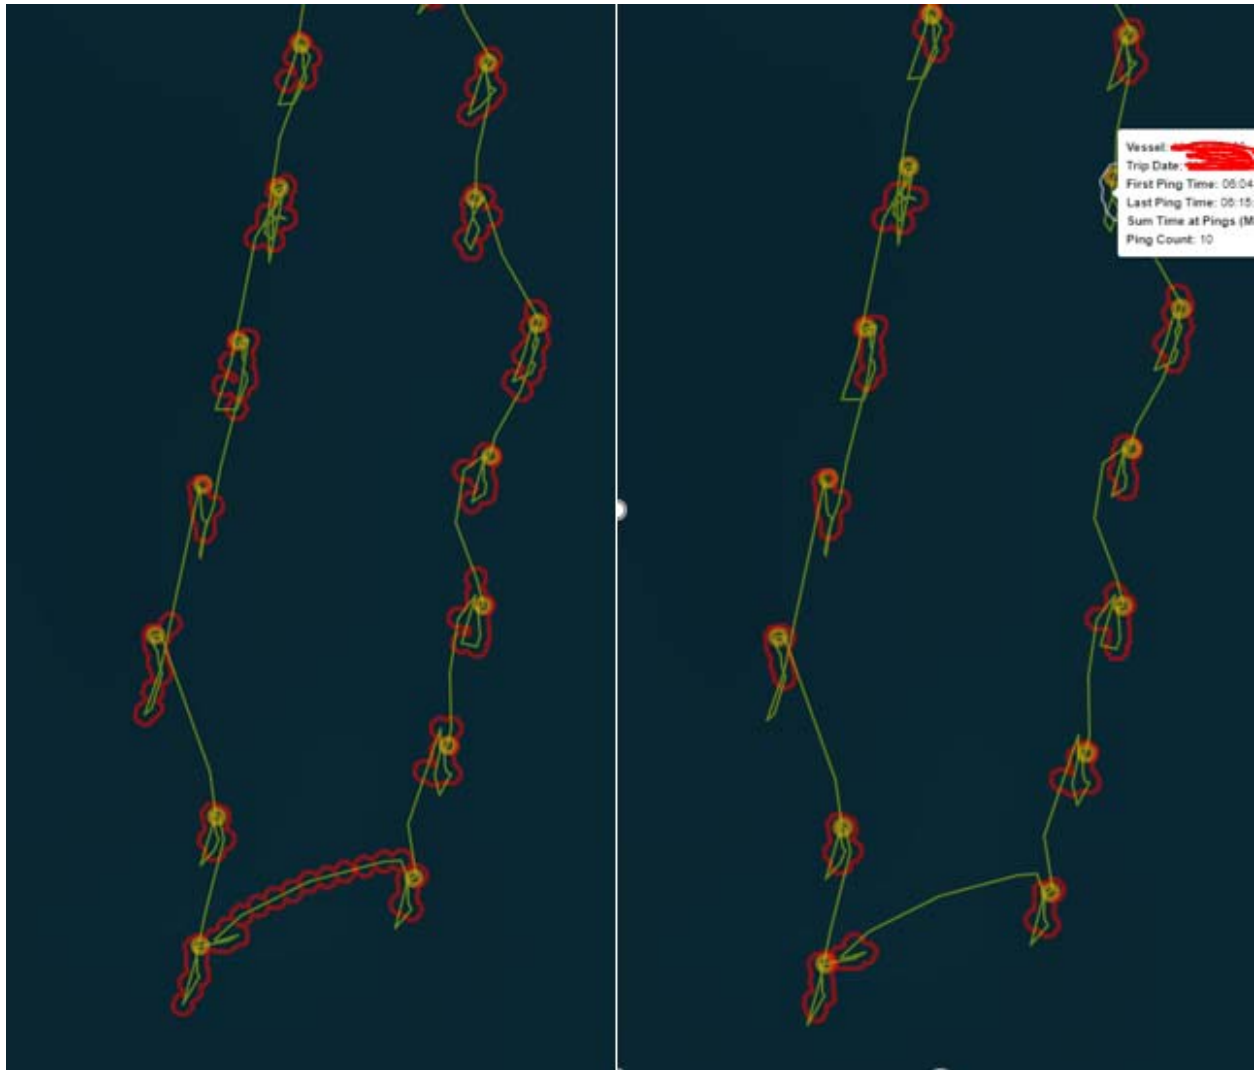 Vessel:
Trip Date:
First Ping Time: 06:04
Last Ping Time: 06:15:
Sum Time at Pings (M
Ping Count: 10